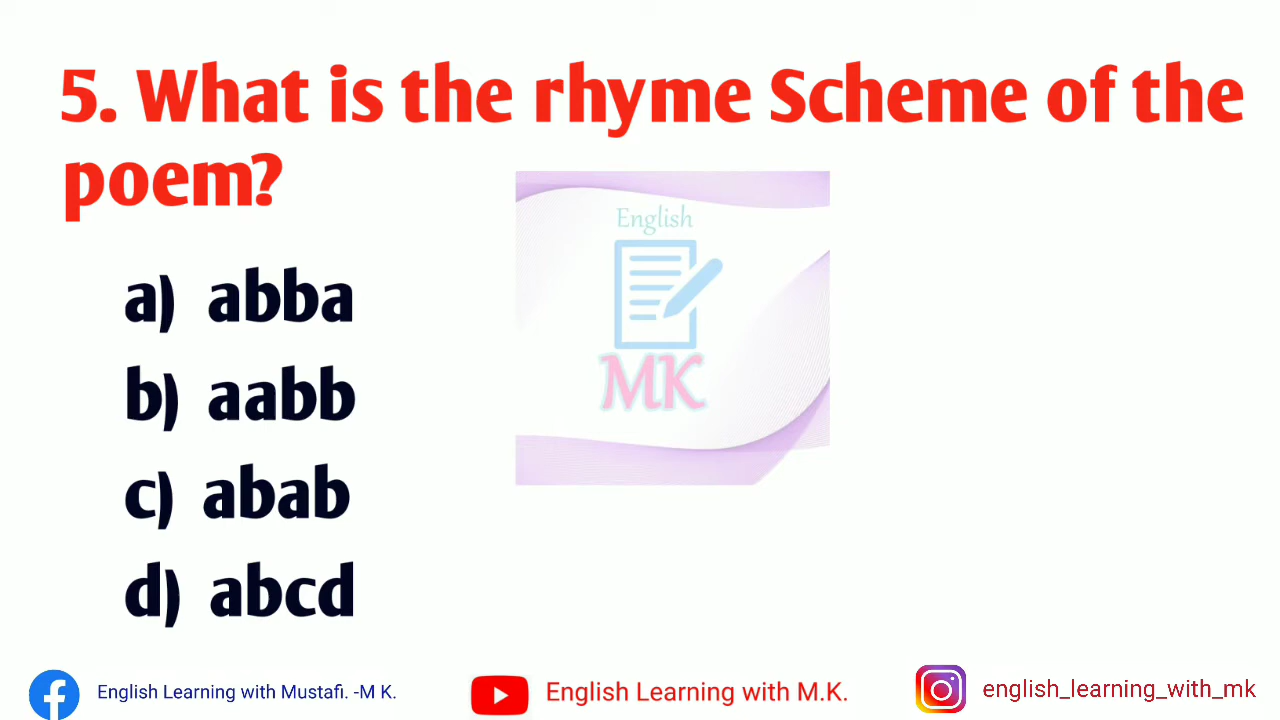 5. What is the rhyme Scheme of the
poem?
English
MK
a) abba
b) aabb
c) abab
d) abcd
English Learning with Mustafi. -M K.
English Learning with M.K.
english_learning_with_mk